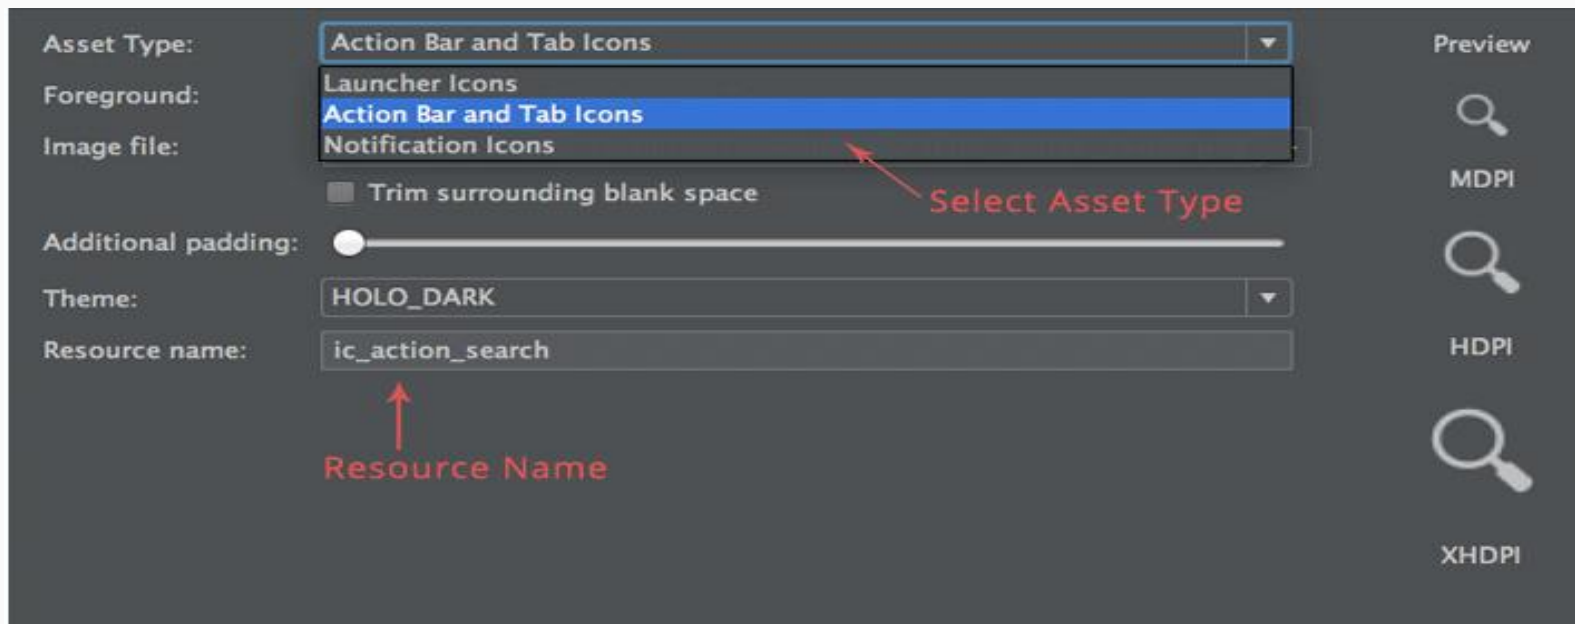 Asset Type:
Action Bar and Tab Icons
Preview
Launcher Icons
Foreground:
Action Bar and Tab Icons
Image file:
Notification Icons
Trim surrounding blank space
Select Asset Type
MDPI
Additional padding:
Theme:
HOLO_DARK
Resource name:
ic_action_search
HDPI
Resource Name
XHDPI